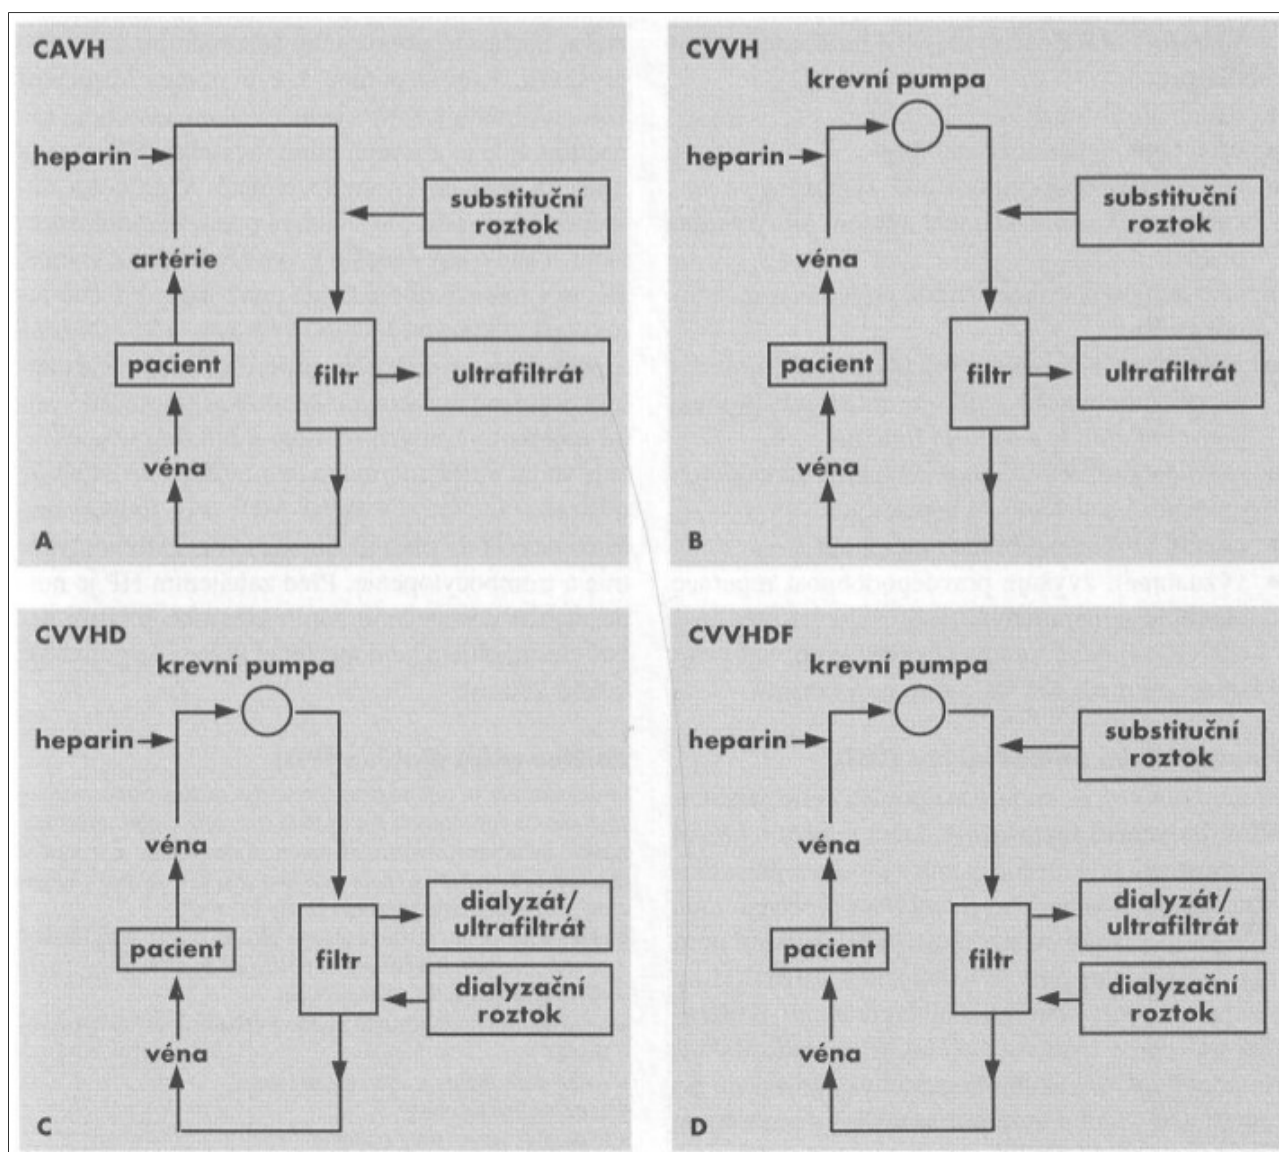 CAVH
heparin
substituční
roztok
artérie
pacient
filtr
ultrafiltrát
véna
A
CVVH
krevní pumpa
heparin
substituční
roztok
véna
pacient
filtr
ultrafiltrát
véna
B
CVVHD
krevní pumpa
heparin
véna
dialyzát/
ultrafiltrát
pacient
filtr
dialyzační
roztok
véna
C
CVVHDF
krevní pumpa
heparin
substituční
roztok
véna
dialyzát/
ultrafiltrát
pacient
filtr
dialyzační
roztok
véna
D